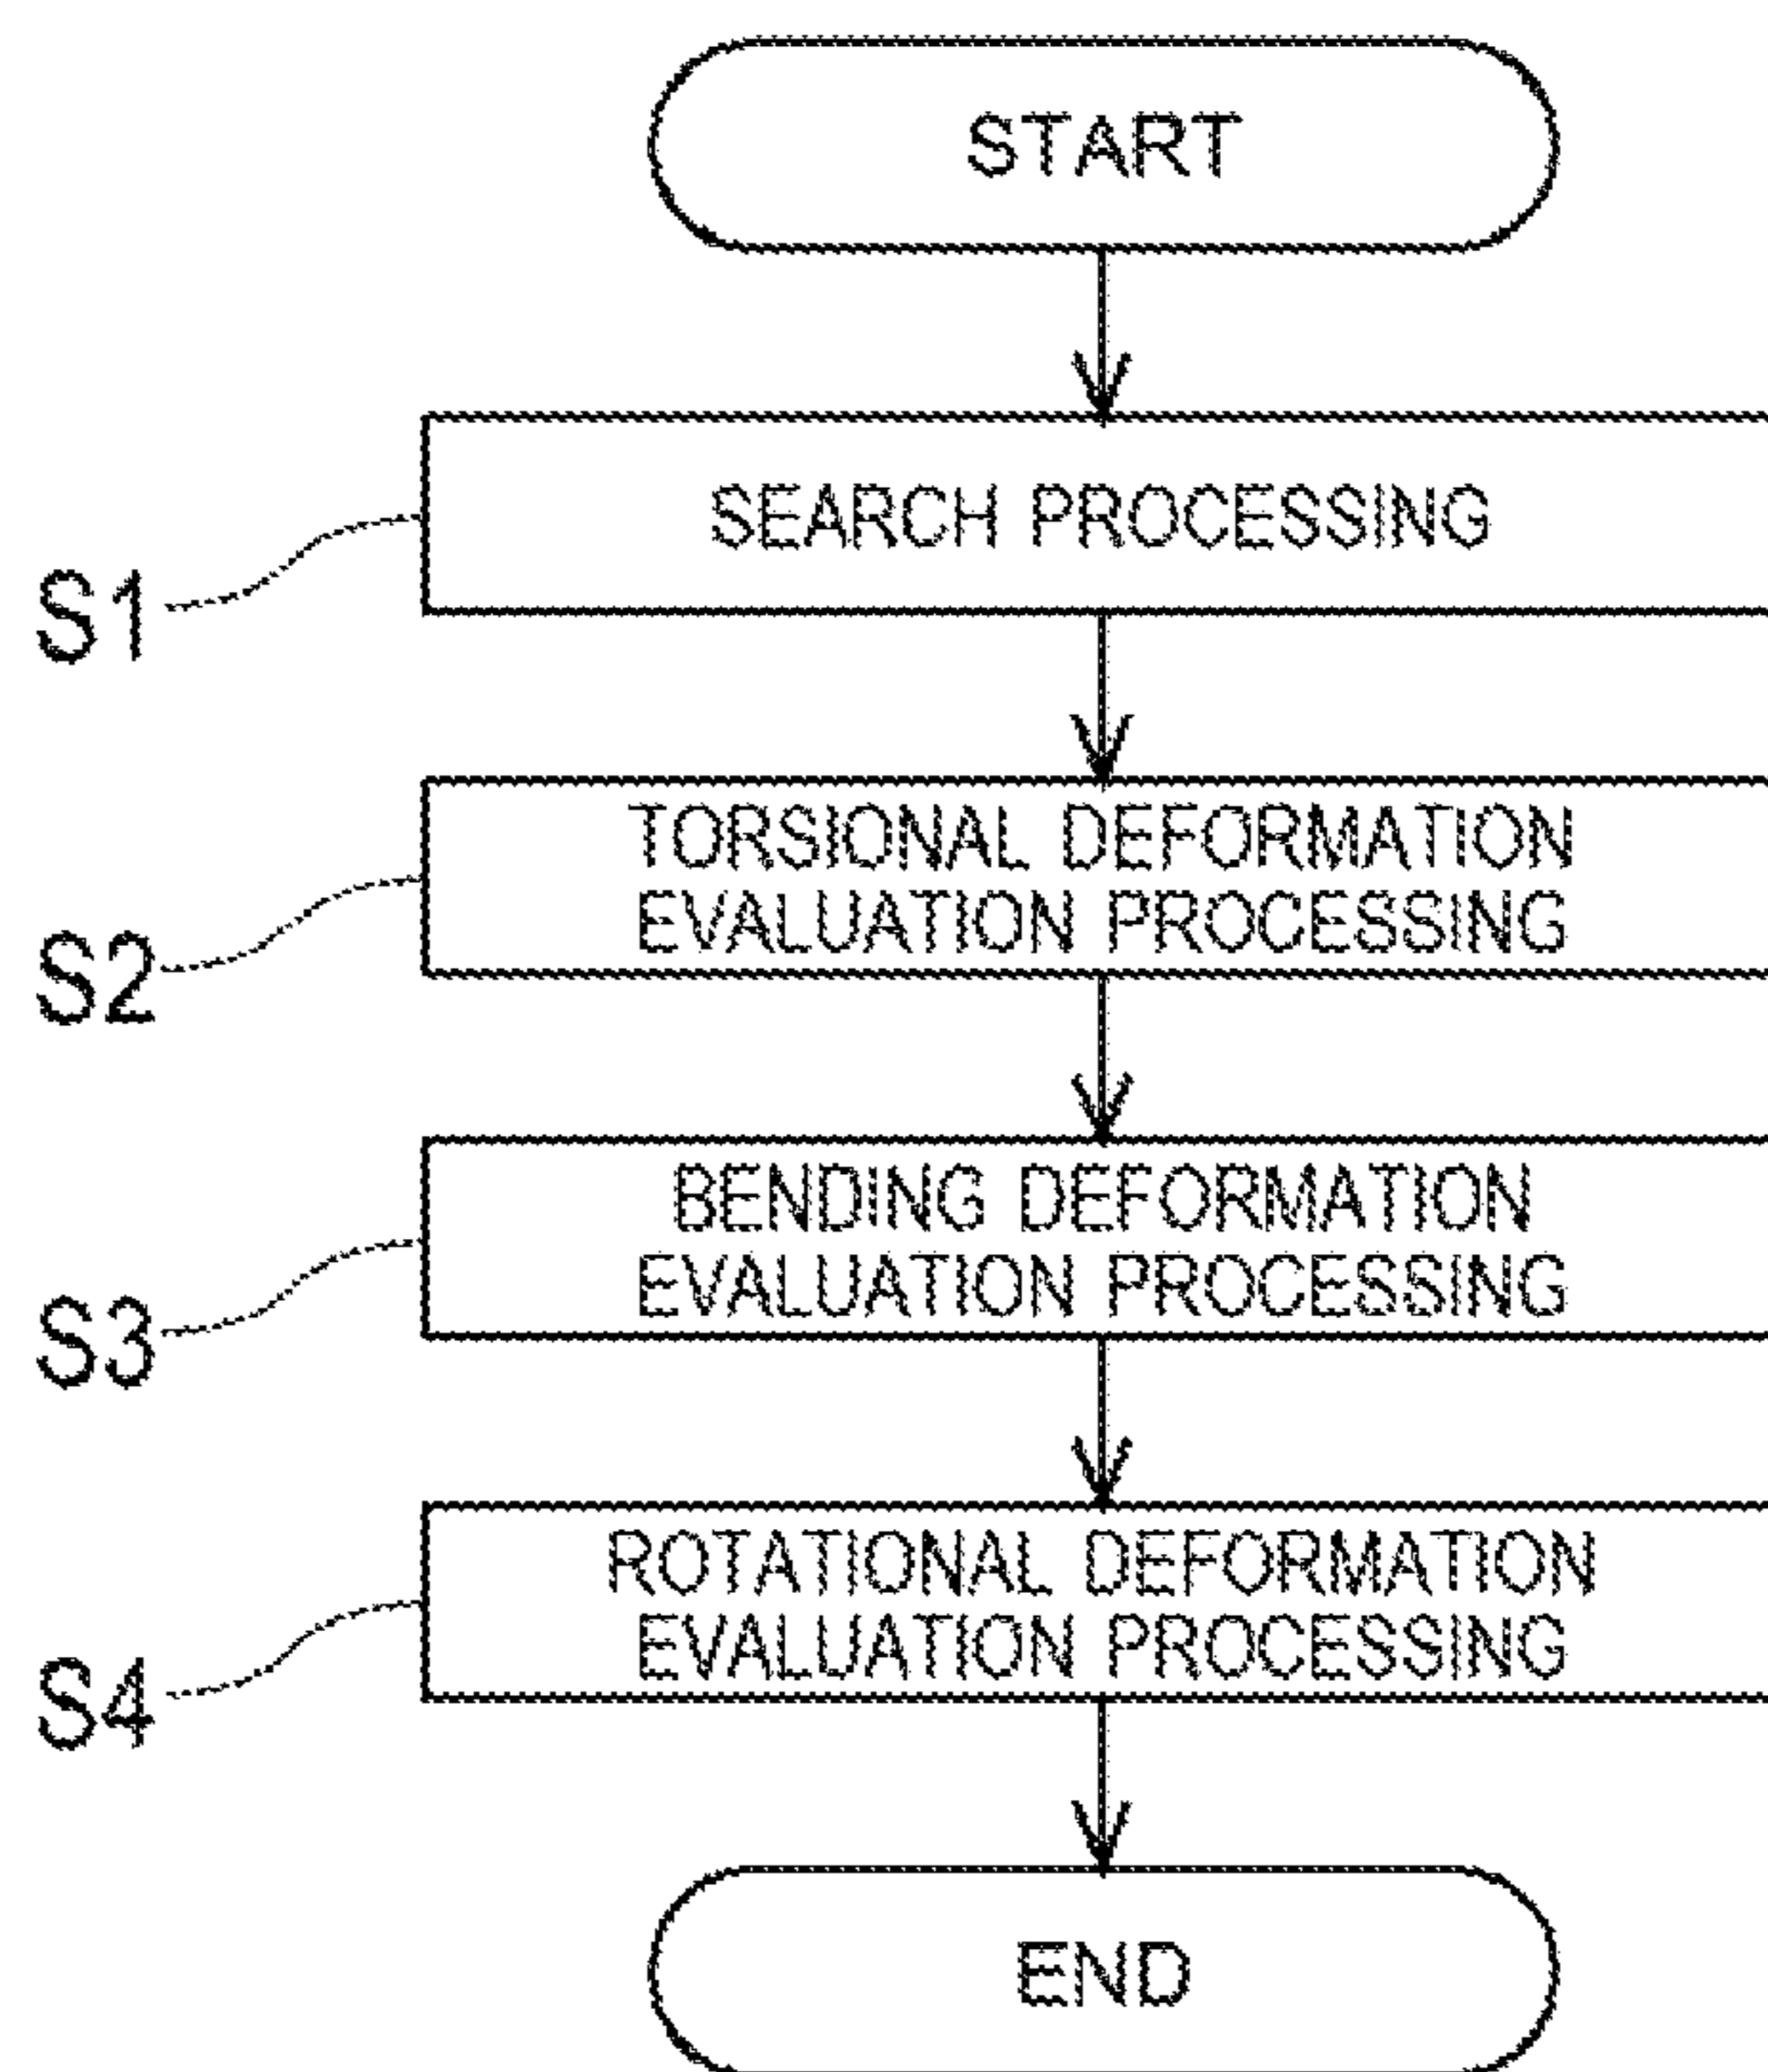 START
SEARCH PROCESSING
S1
TORSIONAL DEFORMATION
EVALUATION PROCESSING
S2
BENDING DEFORMATION
EVALUATION PROCESSING
S3
ROTATIONAL DEFORMATION
EVALUATION PROCESSING
S4
END